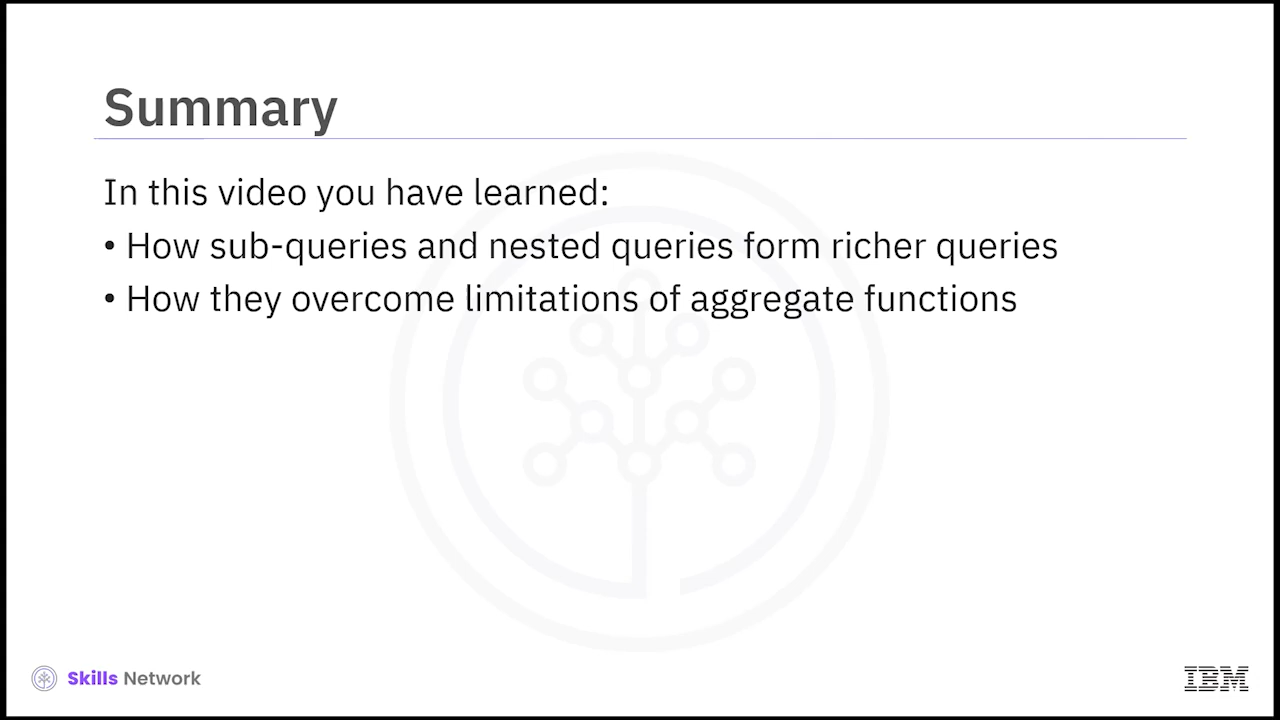 Summary
In this video you have learned:
• How sub-queries and nested queries form richer queries
• How they overcome limitations of aggregate functions
Skills Network
IBM